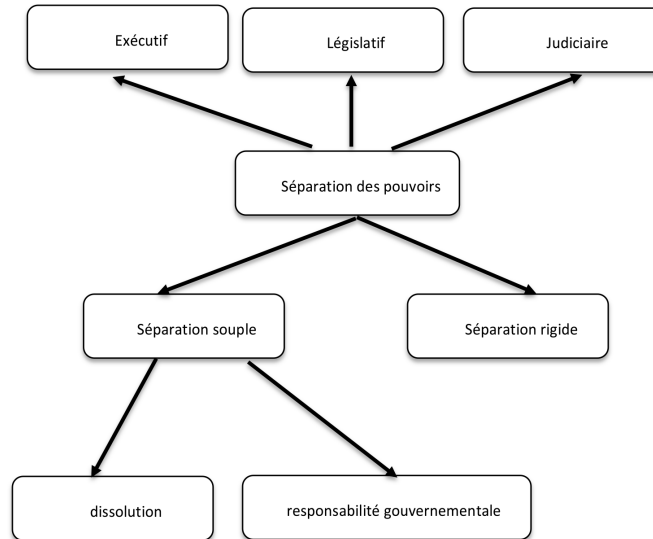 Exécutif
Législatif
Judiciaire
Séparation des pouvoirs
Séparation souple
Séparation rigide
dissolution
responsabilité gouvernementale